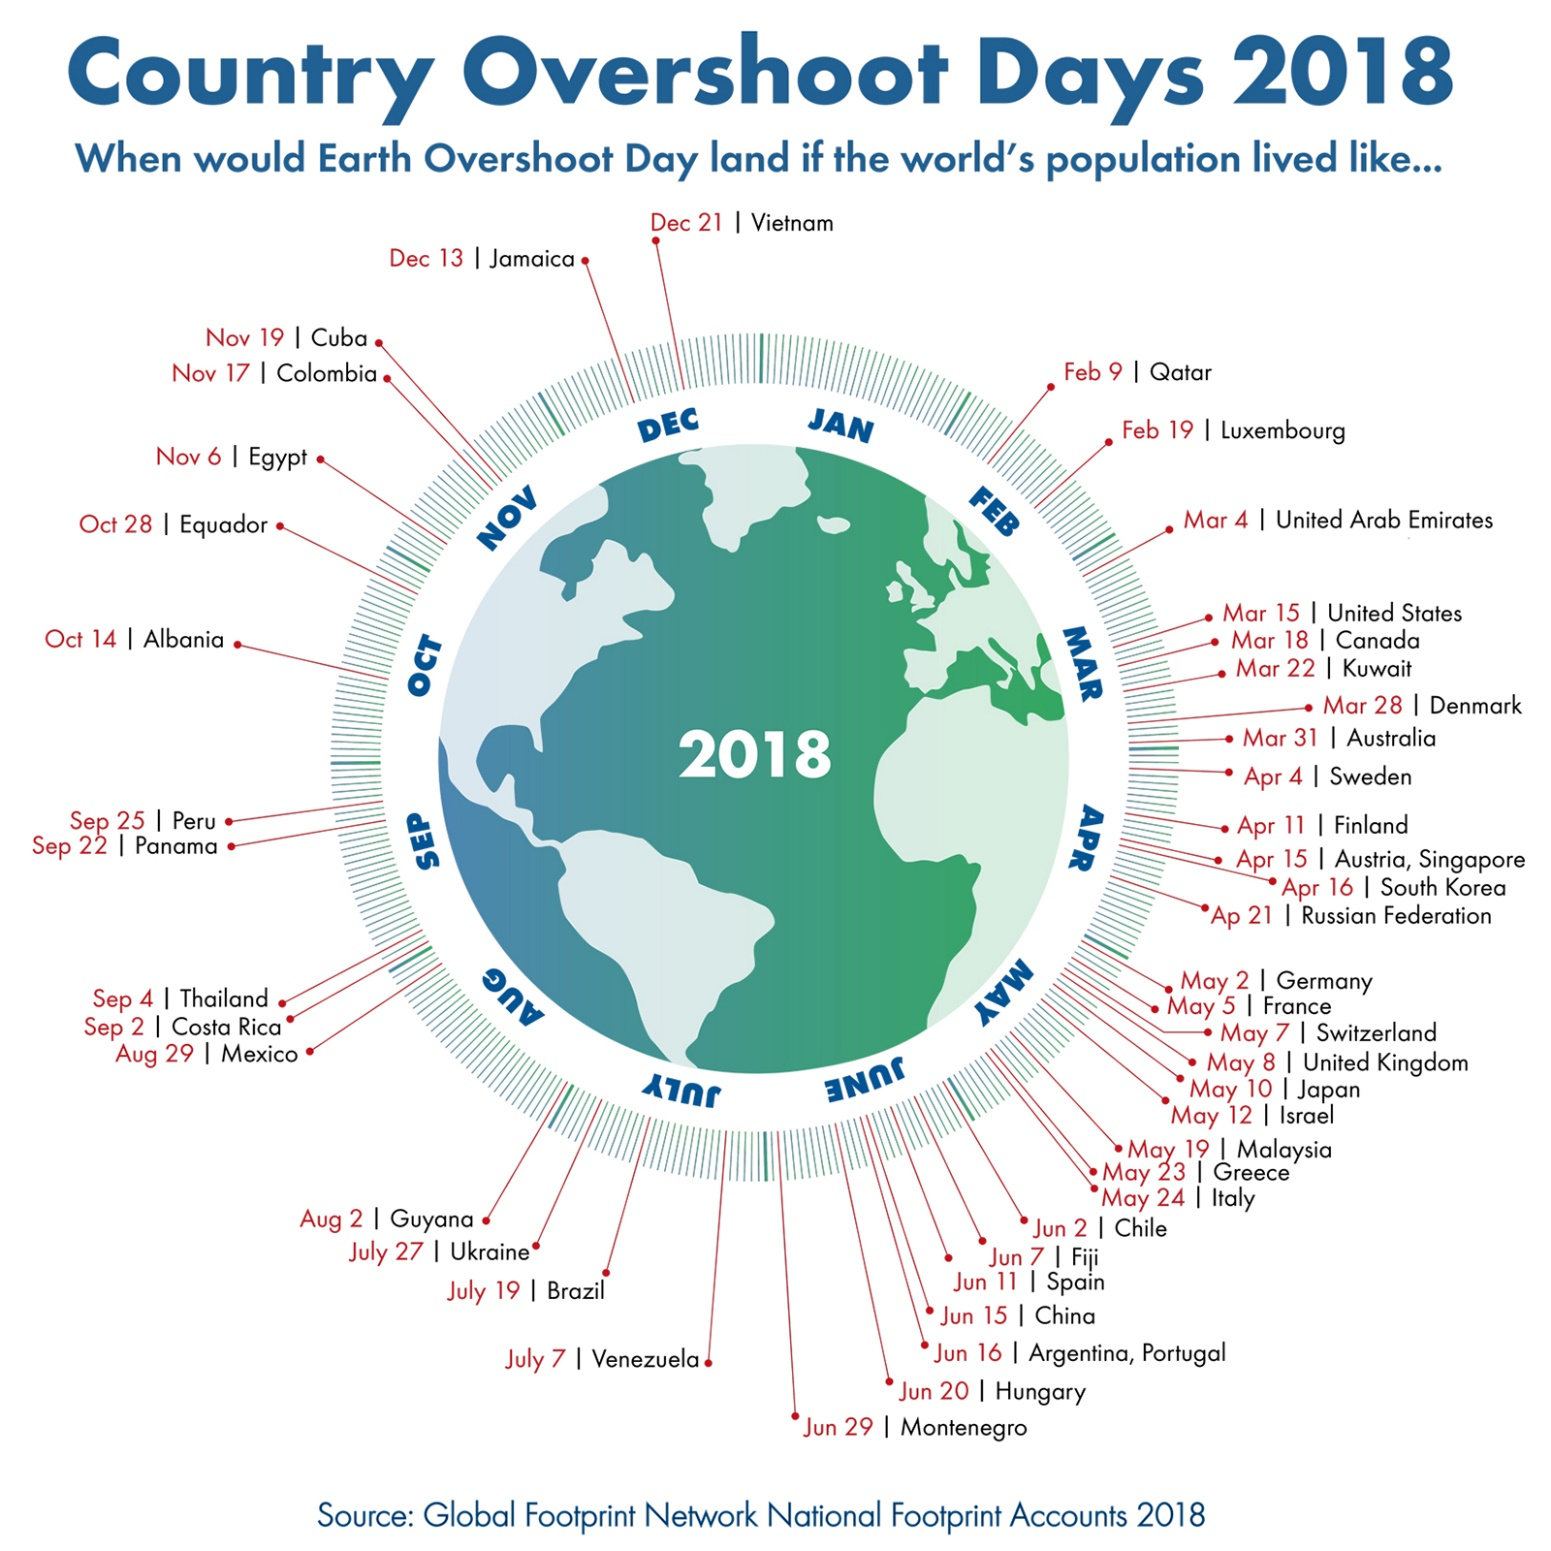 Country Overshoot Days 2018
When would Earth Overshoot Day land if the world's population lived like...
Dec 21 | Vietnam
Dec 13 | Jamaica
Nov 19 | Cuba
Nov 17 | Colombia
Nov 6 | Egypt
Oct 28 | Equador
Oct 14 | Albania
Sep 25 | Peru
Sep 22 | Panama
Sep 4 | Thailand
Sep 2 | Costa Rica
Aug 29 | Mexico
Aug 2 | Guyana
July 27 | Ukraine
July 19 | Brazil
July 7 | Venezuela
Feb 9 | Qatar
Feb 19 | Luxembourg
Mar 4 | United Arab Emirates
Mar 15 | United States
Mar 18 | Canada
Mar 22 | Kuwait
Mar 28 | Denmark
Mar 31 | Australia
Apr 4 | Sweden
Apr 11 | Finland
Apr 15 | Austria, Singapore
Apr 16 | South Korea
Ap 21 | Russian Federation
May 2 | Germany
May 5 | France
May 7 | Switzerland
May 8 | United Kingdom
May 10 | Japan
May 12 | Israel
May 19 | Malaysia
May 23 | Greece
May 24 | Italy
Jun 2 | Chile
Jun 7 | Fiji
Jun 11 | Spain
Jun 15 | China
Jun 16 | Argentina, Portugal
Jun 20 | Hungary
Jun 29 | Montenegro
JAN
FEB
MAR
APR
MAY
JUNE
JULY
AUG
SEP
OCT
NOV
DEC
2018
Source: Global Footprint Network National Footprint Accounts 2018